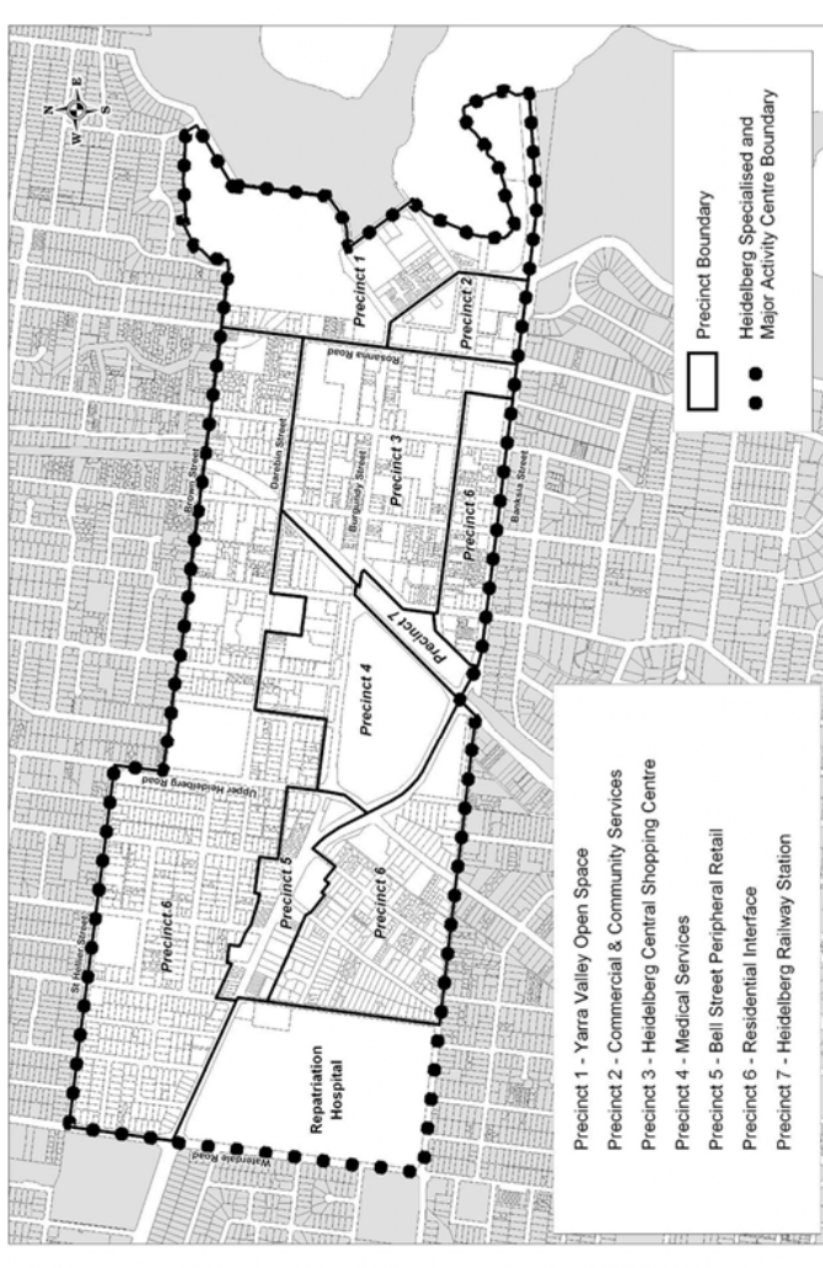 N
E
S
W
St Hellier Street
Brown Street
Upper Heidelberg Road
Waterdale Road
Darebin Street
Rosanna Road
Burgundy Street
Banksia Street
Precinct 6
Precinct 5
Precinct 6
Repatriation
Hospital
Precinct 4
Precinct 7
Precinct 3
Precinct 6
Precinct 1
Precinct 2
Precinct 1 - Yarra Valley Open Space
Precinct 2 - Commercial & Community Services
Precinct 3 - Heidelberg Central Shopping Centre
Precinct 4 - Medical Services
Precinct 5 - Bell Street Peripheral Retail
Precinct 6 - Residential Interface
Precinct 7 - Heidelberg Railway Station
Precinct Boundary
Heidelberg Specialised and
Major Activity Centre Boundary